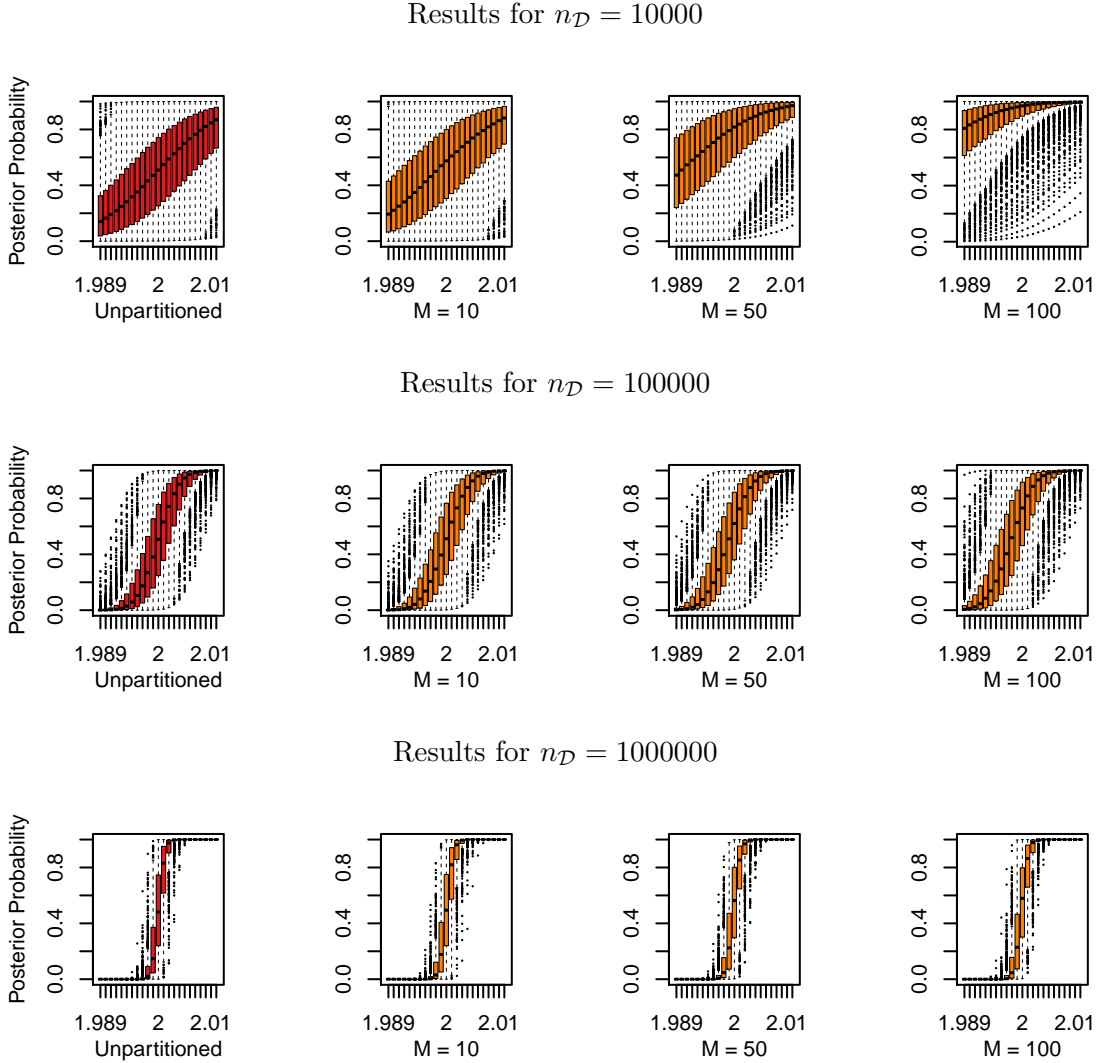 Results for n_D = 10000
Posterior Probability
0.0 0.4 0.8
1.989 2 2.01
Unpartitioned
0.0 0.4 0.8
1.989 2 2.01
M = 10
0.0 0.4 0.8
1.989 2 2.01
M = 50
0.0 0.4 0.8
1.989 2 2.01
M = 100
Results for n_D = 100000
Posterior Probability
0.0 0.4 0.8
1.989 2 2.01
Unpartitioned
0.0 0.4 0.8
1.989 2 2.01
M = 10
0.0 0.4 0.8
1.989 2 2.01
M = 50
0.0 0.4 0.8
1.989 2 2.01
M = 100
Results for n_D = 1000000
Posterior Probability
0.0 0.4 0.8
1.989 2 2.01
Unpartitioned
0.0 0.4 0.8
1.989 2 2.01
M = 10
0.0 0.4 0.8
1.989 2 2.01
M = 50
0.0 0.4 0.8
1.989 2 2.01
M = 100